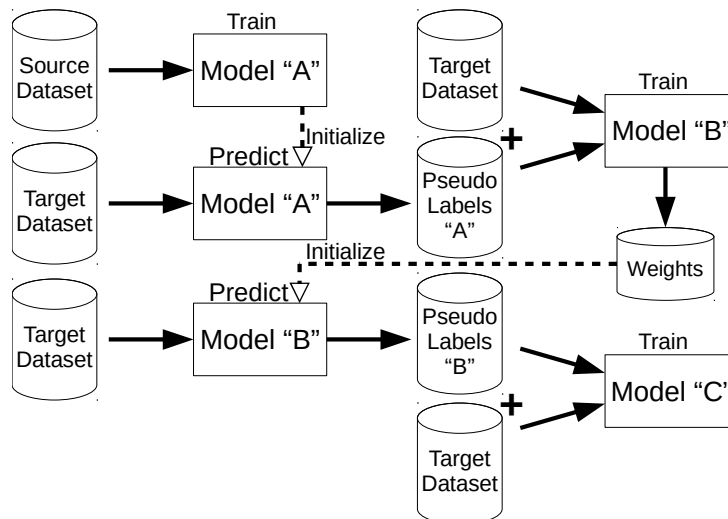 Train
Source
Dataset
Model “A”
Target
Dataset
Train
Model “B”
Initialize
+
Predict
Target
Dataset
Model “A”
Pseudo
Labels
“A”
Initialize
Weights
Predict
Target
Dataset
Model “B”
Pseudo
Labels
“B”
Train
Model “C”
+
Target
Dataset